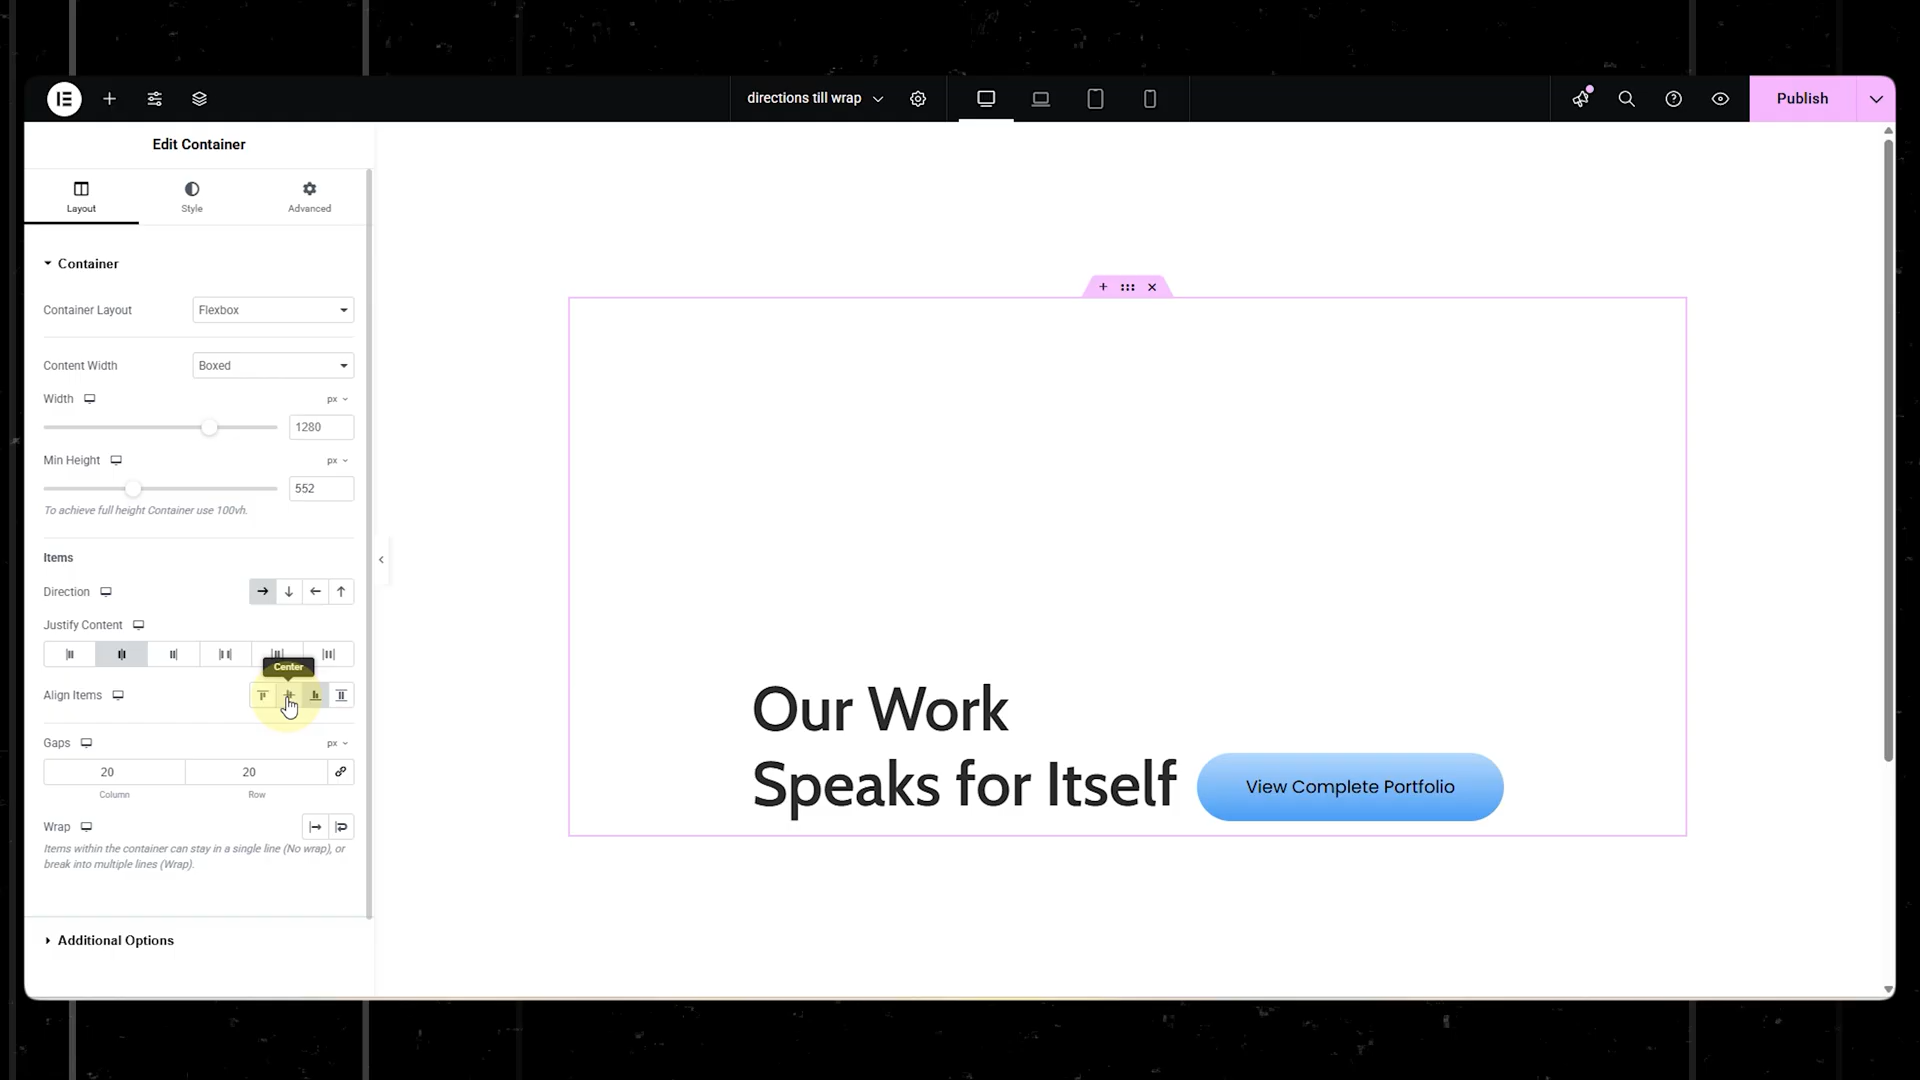 directions till wrap
Publish
Edit Container
Layout
Style
Advanced
Container
Container Layout
Flexbox
Content Width
Boxed
Width
px
1280
Min Height
px
552
To achieve full height Container use 100vh.
Items
Direction
Justify Content
Center
Align Items
Gaps
px
20
20
Column
Row
Wrap
Items within the container can stay in a single line (No wrap), or
break into multiple lines (Wrap).
Additional Options
Our Work
Speaks for Itself
View Complete Portfolio